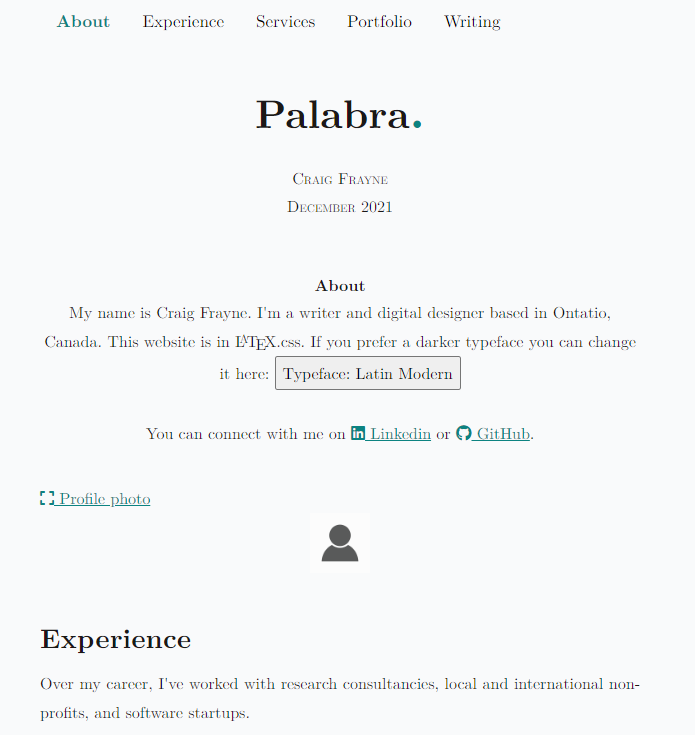 About Experience Services Portfolio Writing
Palabra.
Craig Frayne
December 2021
About
My name is Craig Frayne. I'm a writer and digital designer based in Ontatio,
Canada. This website is in LATEX.css. If you prefer a darker typeface you can change
it here: Typeface: Latin Modern
You can connect with me on Linkedin or GitHub.
Profile photo
Experience
Over my career, I've worked with research consultancies, local and international non-
profits, and software startups.